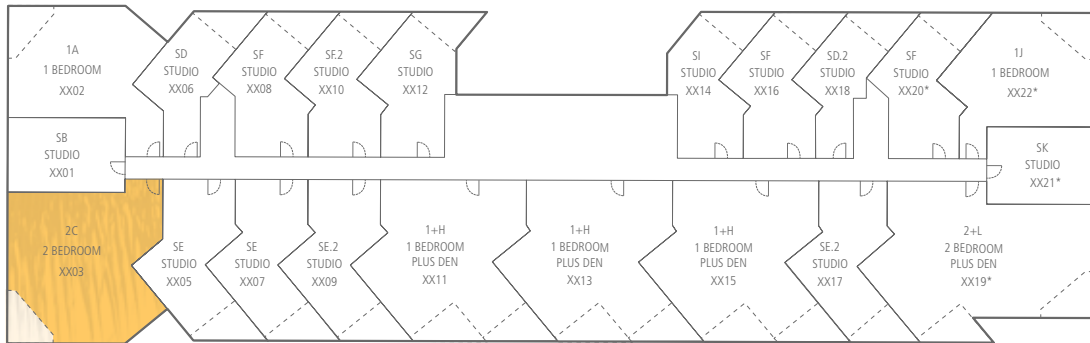 1A
1 BEDROOM
XX02
SD
STUDIO
XX06
SF
STUDIO
XX08
SF.2
STUDIO
XX10
SG
STUDIO
XX12
SI
STUDIO
XX14
SF
STUDIO
XX16
SD.2
STUDIO
XX18
SF
STUDIO
XX20*
1J
1 BEDROOM
XX22*
SB
STUDIO
XX01
SK
STUDIO
XX21*
2C
2 BEDROOM
XX03
SE
STUDIO
XX05
SE
STUDIO
XX07
SE.2
STUDIO
XX09
1+H
1 BEDROOM
PLUS DEN
XX11
1+H
1 BEDROOM
PLUS DEN
XX13
1+H
1 BEDROOM
PLUS DEN
XX15
SE.2
STUDIO
XX17
2+L
2 BEDROOM
PLUS DEN
XX19*